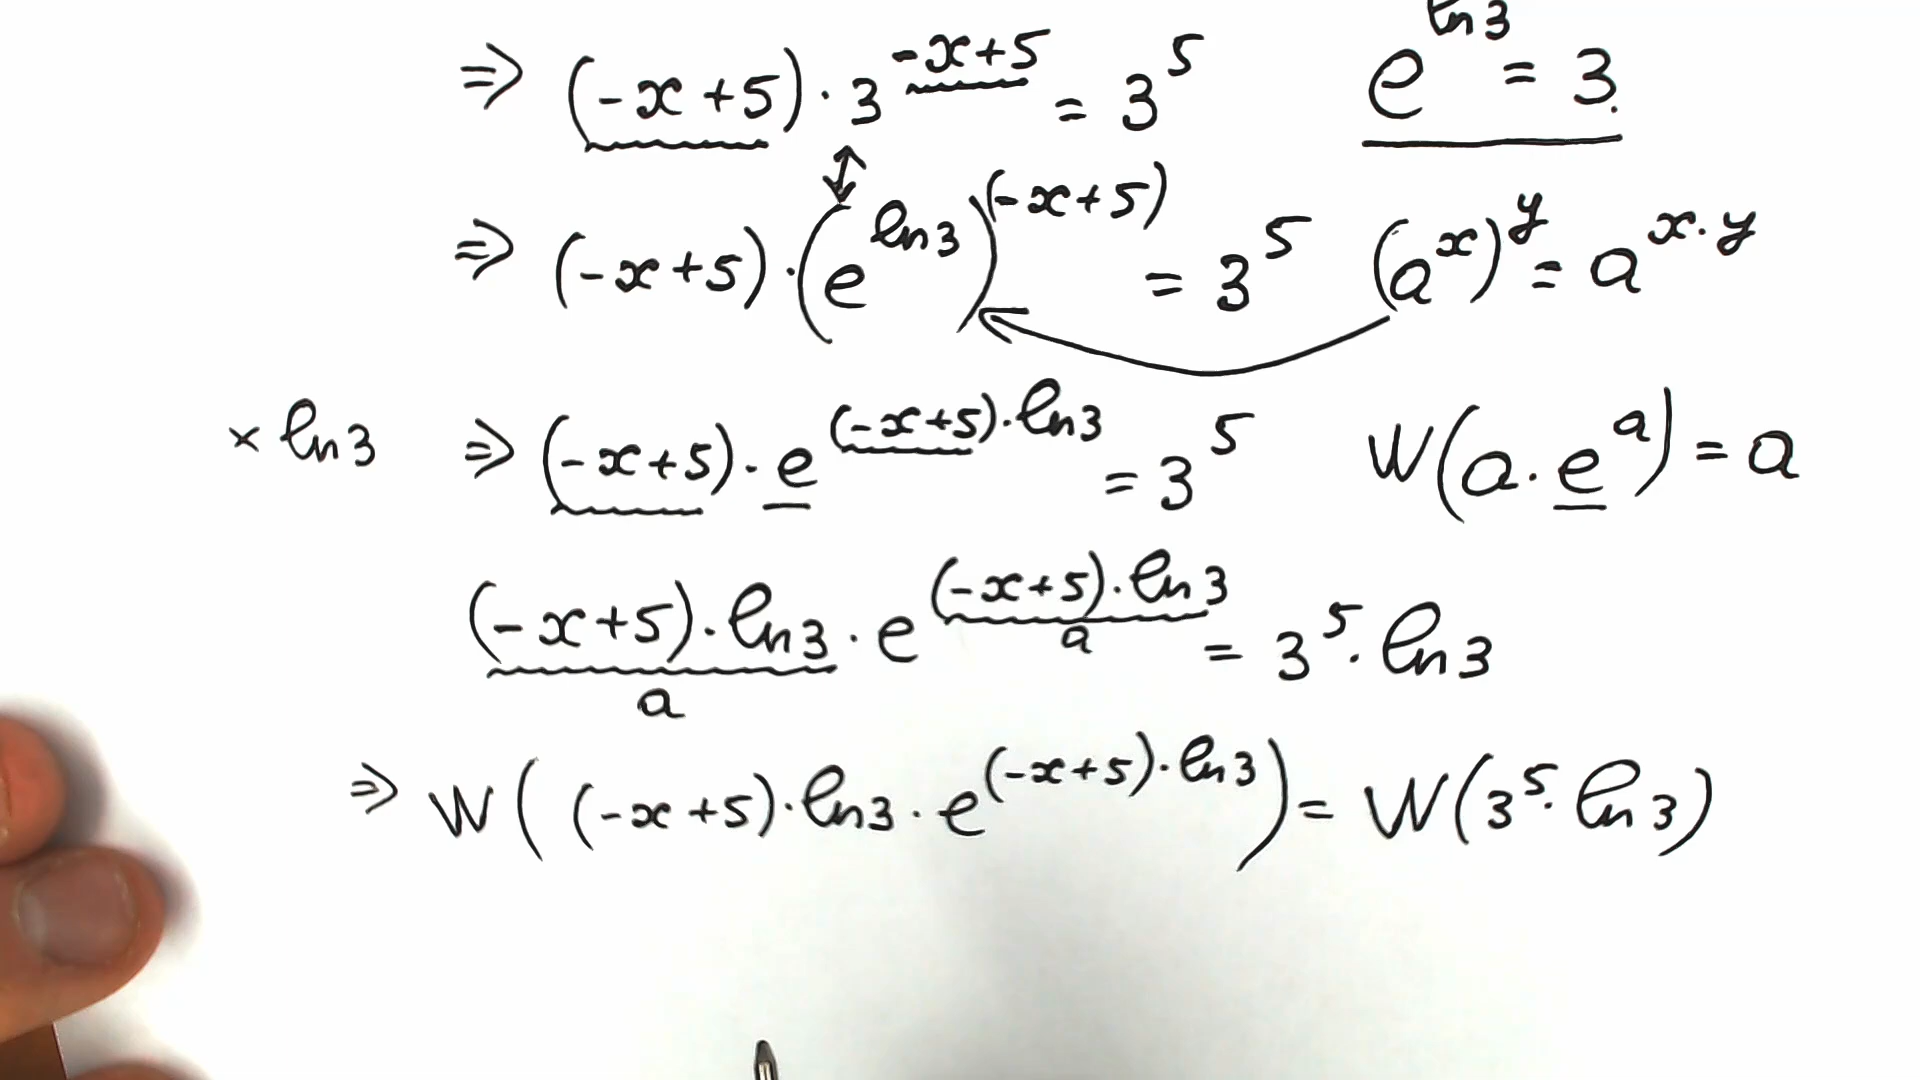 ⇒ (-x+5)·3^(-x+5) = 3^5    e^(ln3) = 3.
⇒ (-x+5)·(e^(ln3))^(-x+5) = 3^5    (a^x)^y = a^(x·y)
× ln3 ⇒ (-x+5)·e^((-x+5)·ln3) = 3^5    W(a·e^a) = a
(-x+5)·ln3·e^((-x+5)·ln3) = 3^5·ln3
a    a
⇒ W((-x+5)·ln3·e^((-x+5)·ln3)) = W(3^5·ln3)